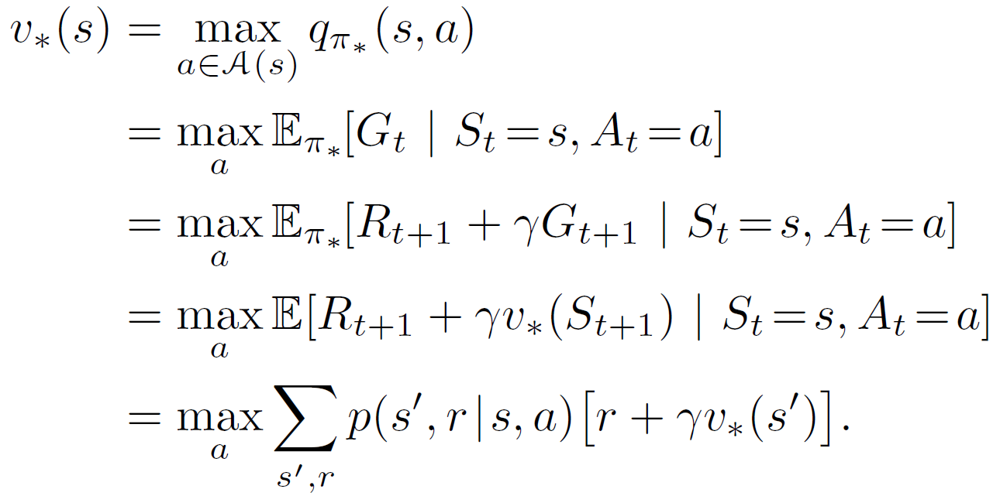 v_*(s) = \max_{a \in \mathcal{A}(s)} q_{\pi_*}(s, a)
= \max_a \mathbb{E}_{\pi_*}[G_t \mid S_t = s, A_t = a]
= \max_a \mathbb{E}_{\pi_*}[R_{t+1} + \gamma G_{t+1} \mid S_t = s, A_t = a]
= \max_a \mathbb{E}[R_{t+1} + \gamma v_*(S_{t+1}) \mid S_t = s, A_t = a]
= \max_a \sum_{s', r} p(s', r \mid s, a) [r + \gamma v_*(s')].